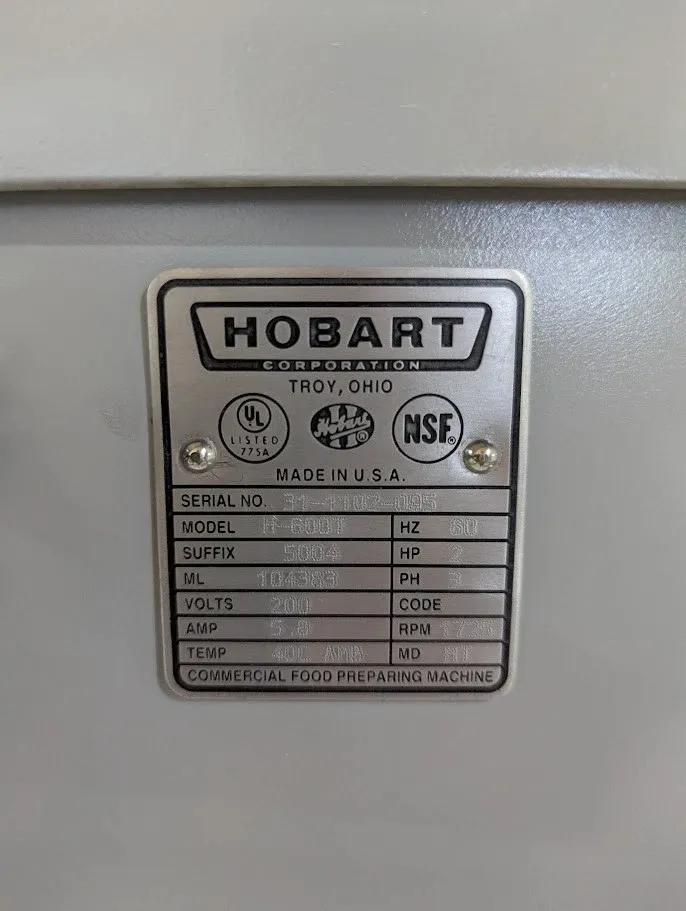 HOBART
CORPORATION
TROY, OHIO
UL
LISTED
775A
Hobart
H
®
NSF®
MADE IN U.S.A.
SERIAL NO. 31-1102-095
MODEL H-600T HZ 60
SUFFIX 5004 HP 2
ML 104383 PH 3
VOLTS 200 CODE
AMP 5.8 RPM 1725
TEMP 40C AMB MD MT
COMMERCIAL FOOD PREPARING MACHINE